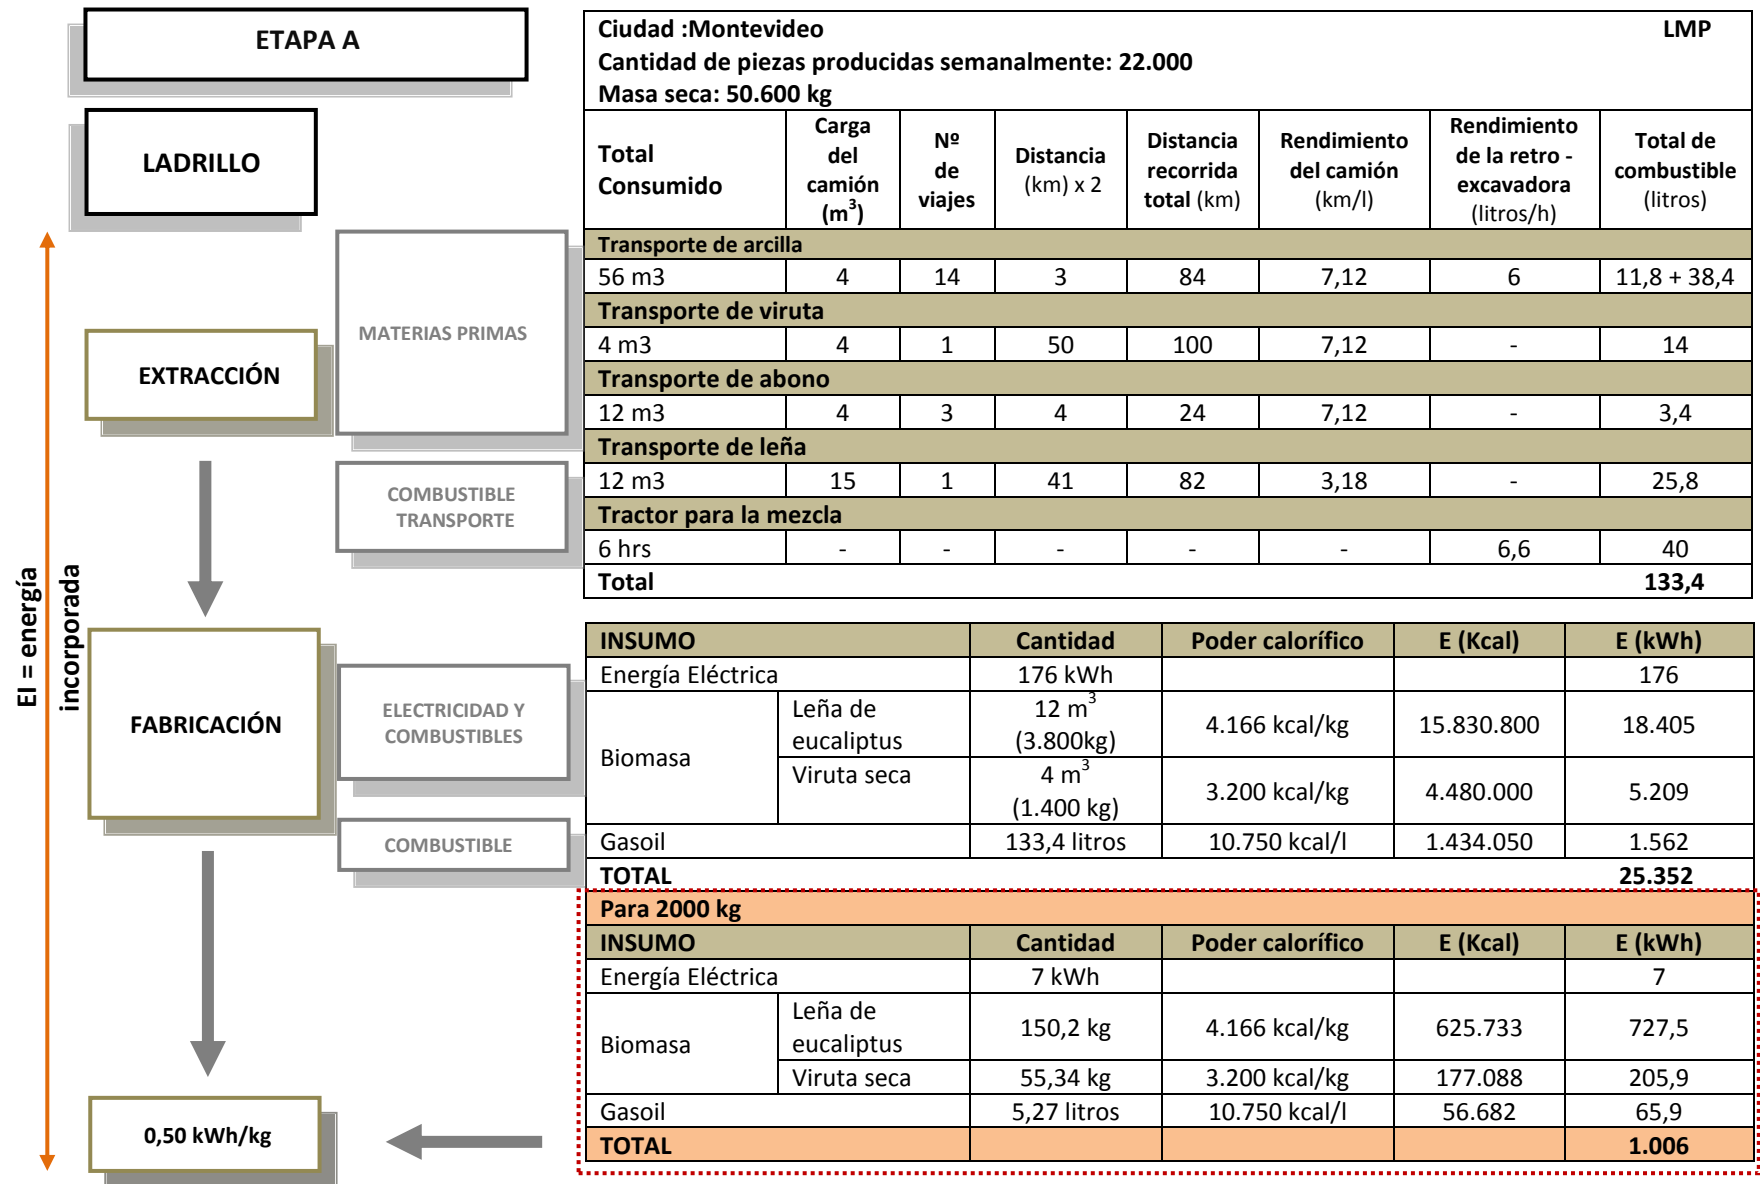 ETAPA A
LADRILLO
EI = energía
incorporada
EXTRACCIÓN
MATERIAS PRIMAS
COMBUSTIBLE
TRANSPORTE
FABRICACIÓN
ELECTRICIDAD Y
COMBUSTIBLES
COMBUSTIBLE
0,50 kWh/kg
Ciudad :Montevideo LMP
Cantidad de piezas producidas semanalmente: 22.000
Masa seca: 50.600 kg
Total Consumido | Carga del camión (m³) | Nº de viajes | Distancia (km) x 2 | Distancia recorrida total (km) | Rendimiento del camión (km/l) | Rendimiento de la retro - excavadora (litros/h) | Total de combustible (litros)
Transporte de arcilla
56 m3 | 4 | 14 | 3 | 84 | 7,12 | 6 | 11,8 + 38,4
Transporte de viruta
4 m3 | 4 | 1 | 50 | 100 | 7,12 | - | 14
Transporte de abono
12 m3 | 4 | 3 | 4 | 24 | 7,12 | - | 3,4
Transporte de leña
12 m3 | 15 | 1 | 41 | 82 | 3,18 | - | 25,8
Tractor para la mezcla
6 hrs | - | - | - | - | - | 6,6 | 40
Total 133,4
INSUMO | Cantidad | Poder calorífico | E (Kcal) | E (kWh)
Energía Eléctrica | 176 kWh | 176
Biomasa | Leña de eucaliptus | 12 m³ (3.800kg) | 4.166 kcal/kg | 15.830.800 | 18.405
Viruta seca | 4 m³ (1.400 kg) | 3.200 kcal/kg | 4.480.000 | 5.209
Gasoil | 133,4 litros | 10.750 kcal/l | 1.434.050 | 1.562
TOTAL 25.352
Para 2000 kg
INSUMO | Cantidad | Poder calorífico | E (Kcal) | E (kWh)
Energía Eléctrica | 7 kWh | 7
Biomasa | Leña de eucaliptus | 150,2 kg | 4.166 kcal/kg | 625.733 | 727,5
Viruta seca | 55,34 kg | 3.200 kcal/kg | 177.088 | 205,9
Gasoil | 5,27 litros | 10.750 kcal/l | 56.682 | 65,9
TOTAL 1.006